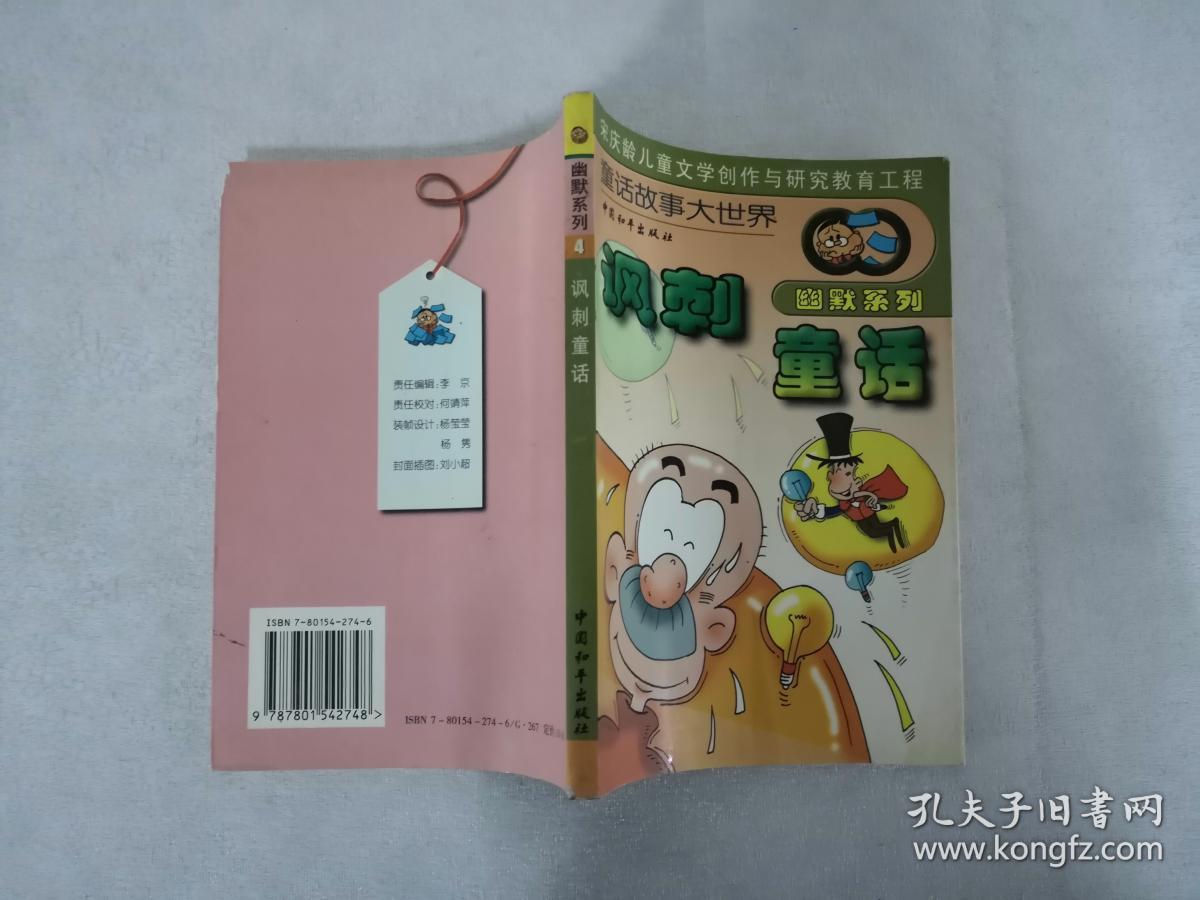 宋庆龄儿童文学创作与研究教育工程
童话故事大世界
中国和平出版社
幽默系列
讽刺
童话
幽默系列
4
讽刺童话
中国和平出版社
责任编辑：李 京
责任校对：何靖萍
装帧设计：杨莹莹
杨 隽
封面插图：刘小超
ISBN 7-80154-274-6
9 787801 542748 >
ISBN 7-80154-274-6/G·267 定价
孔夫子旧书网
www.kongfz.com